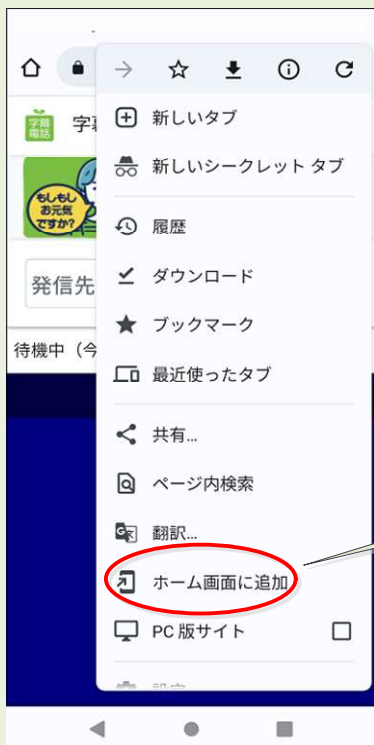 字幕
電話
字
もしもし
お元気
ですか?
発信先
待機中（今
新しいタブ
新しいシークレット タブ
履歴
ダウンロード
ブックマーク
最近使ったタブ
共有...
ページ内検索
翻訳...
ホーム画面に追加
PC 版サイト